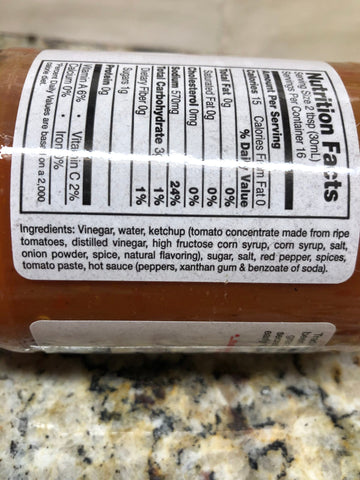 Nutrition Facts
Serving Size 2 tbsp (30mL)
Servings Per Container 16
Amount Per Serving
Calories 15 Calories From Fat 0
% Daily Value
Total Fat 0g 0%
Saturated Fat 0g 0%
Cholesterol 0mg 0%
Sodium 570mg 24%
Total Carbohydrate 3g 1%
Dietary Fiber 0g 1%
Sugars 1g
Protein 0g
Vitamin A 6% • Vitamin C 2%
Calcium 0% • Iron 0%
*Percent Daily Values are based on a 2,000
calorie diet.
Ingredients: Vinegar, water, ketchup (tomato concentrate made from ripe
tomatoes, distilled vinegar, high fructose corn syrup, corn syrup, salt,
onion powder, spice, natural flavoring), sugar, salt, red pepper, spices,
tomato paste, hot sauce (peppers, xanthan gum & benzoate of soda).